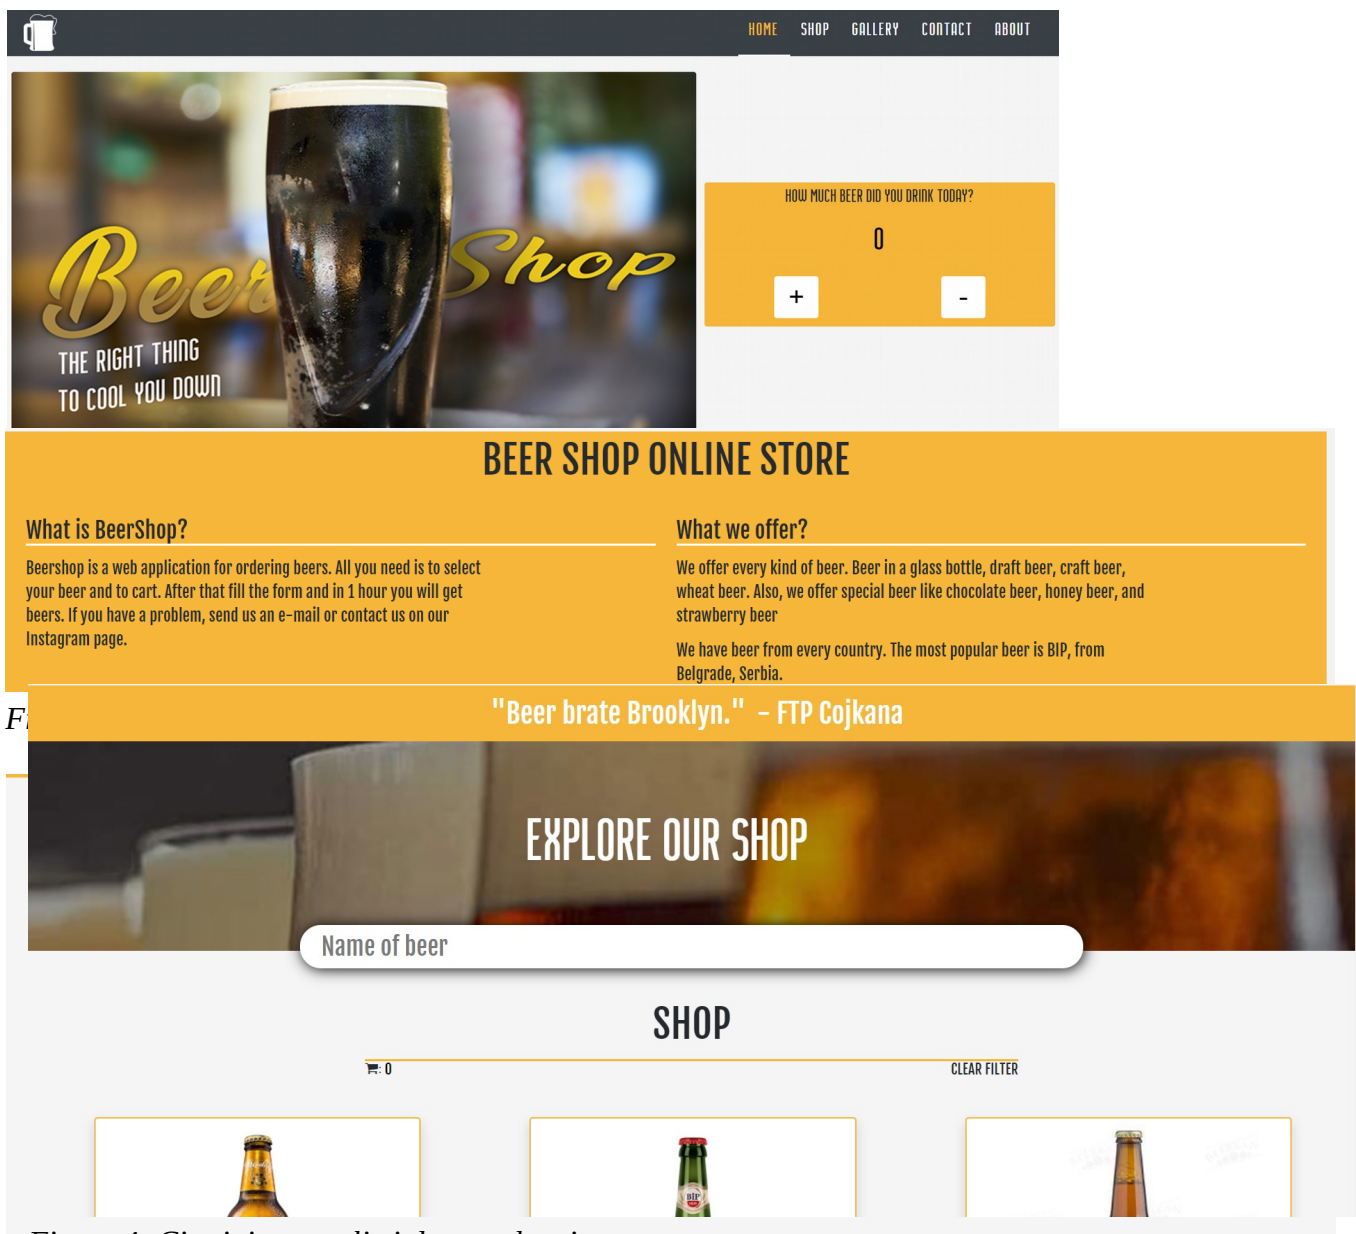 HOME SHOP GALLERY CONTACT ABOUT
Beer Shop
THE RIGHT THING
TO COOL YOU DOWN
HOW MUCH BEER DID YOU DRINK TODAY?
0
+ -
BEER SHOP ONLINE STORE
What is BeerShop?
Beershop is a web application for ordering beers. All you need is to select
your beer and to cart. After that fill the form and in 1 hour you will get
beers. If you have a problem, send us an e-mail or contact us on our
Instagram page.
What we offer?
We offer every kind of beer. Beer in a glass bottle, draft beer, craft beer,
wheat beer. Also, we offer special beer like chocolate beer, honey beer, and
strawberry beer
We have beer from every country. The most popular beer is BIP, from
Belgrade, Serbia.
"Beer brate Brooklyn." - FTP Cojkana
EXPLORE OUR SHOP
Name of beer
SHOP
: 0
CLEAR FILTER
BIP